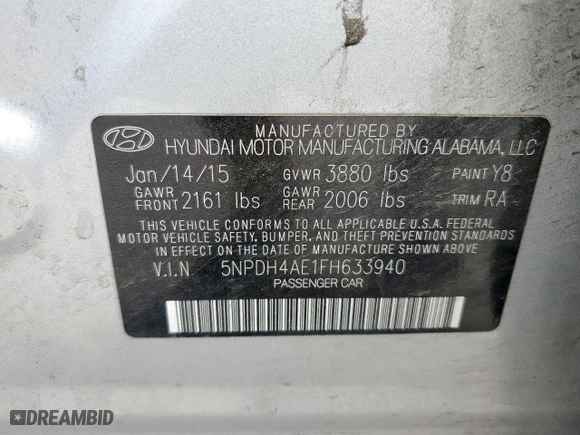 MANUFACTURED BY
HYUNDAI MOTOR MANUFACTURING ALABAMA, LLC
Jan/14/15 GVWR 3880 lbs PAINT Y8
GAWR FRONT 2161 lbs GAWR REAR 2006 lbs TRIM RA
THIS VEHICLE CONFORMS TO ALL APPLICABLE U.S.A. FEDERAL
MOTOR VEHICLE SAFETY, BUMPER, AND THEFT PREVENTION STANDARDS
IN EFFECT ON THE DATE OF MANUFACTURE SHOWN ABOVE
V.I.N 5NPDH4AE1FH633940
PASSENGER CAR
DREAMBID